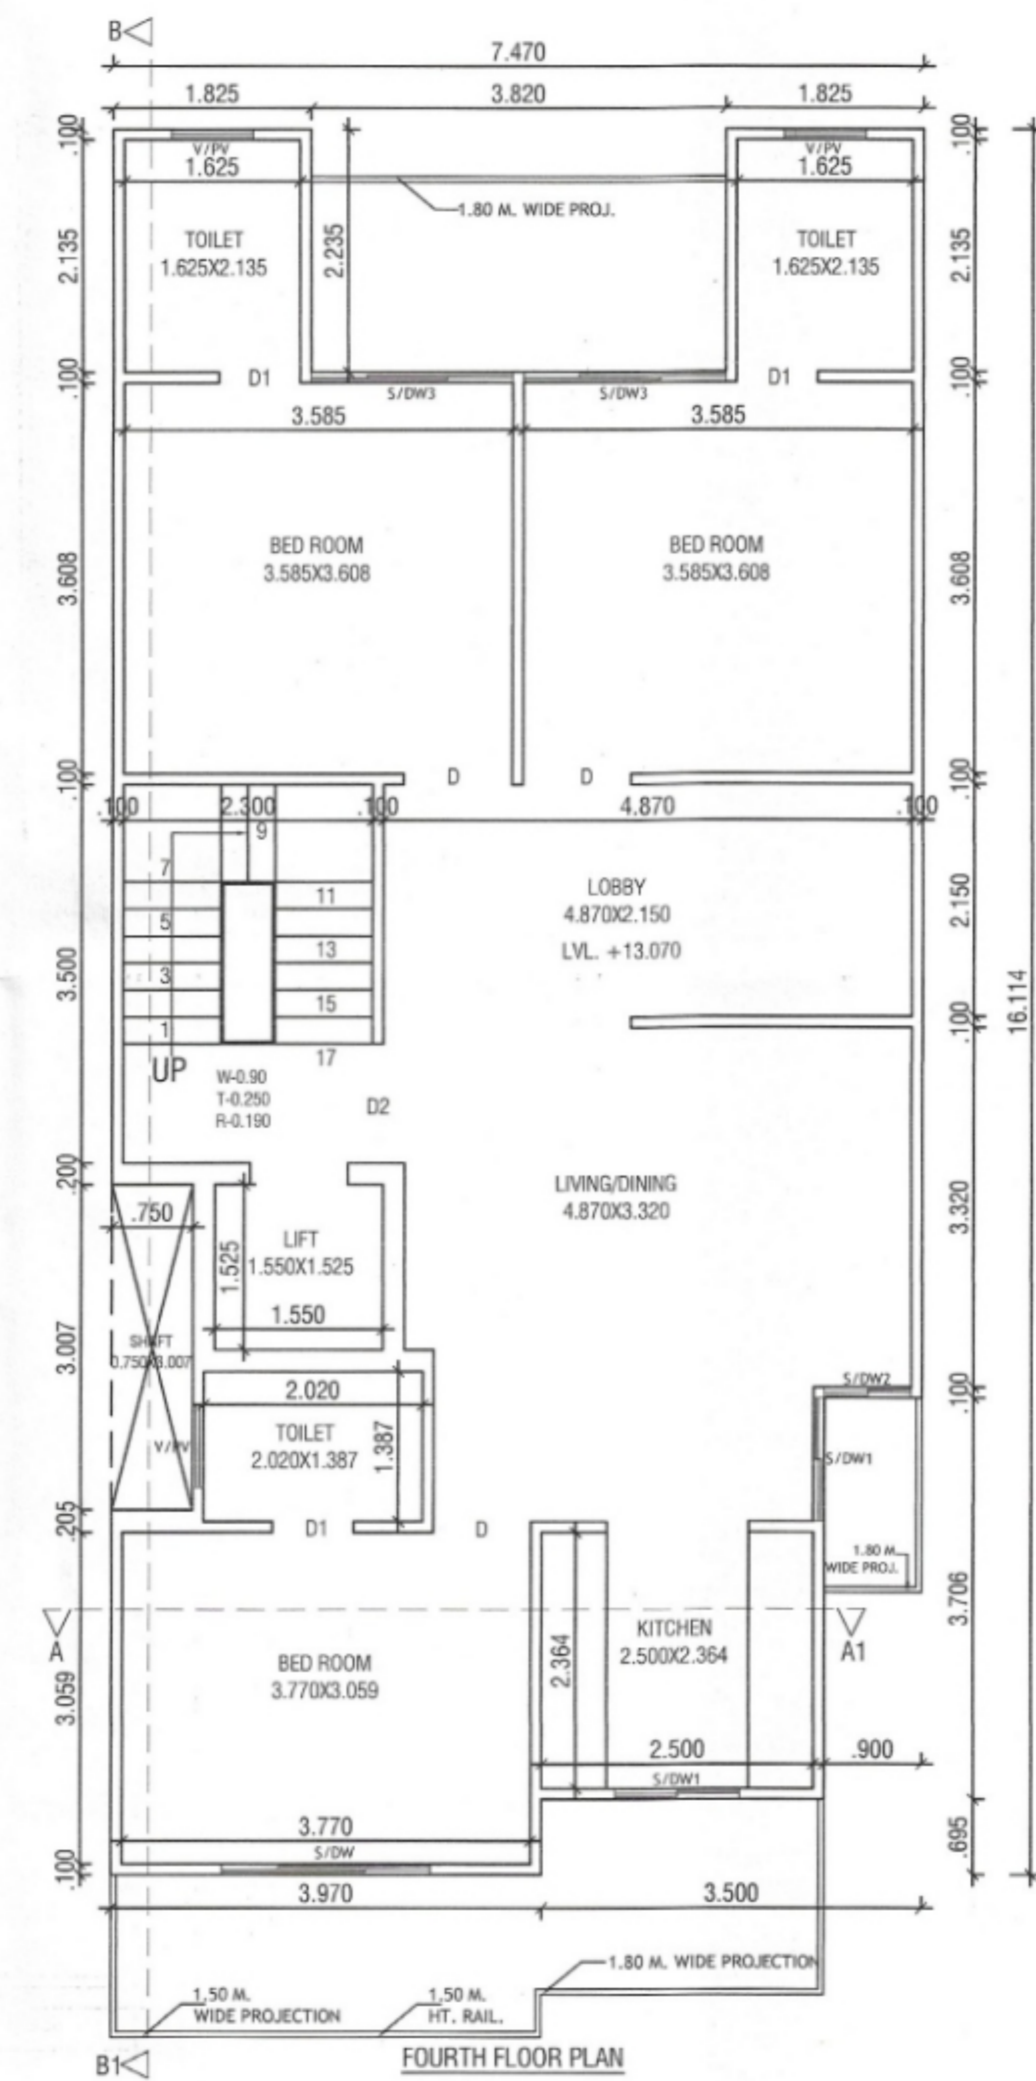 B
7.470
1.825
3.820
1.825
.100
V/PV
1.625
V/PV
1.625
.100
1.80 M. WIDE PROJ.
2.135
TOILET
1.625X2.135
2.235
TOILET
1.625X2.135
2.135
.100
D1
S/DW3
S/DW3
D1
.100
3.585
3.585
3.608
BED ROOM
3.585X3.608
BED ROOM
3.585X3.608
3.608
.100
D
D
.100
.100
2.300
.100
4.870
.100
9
7
11
5
13
3
15
1
17
UP
3.500
LOBBY
4.870X2.150
LVL. +13.070
2.150
16.114
.100
W-0.90
T-0.250
R-0.190
D2
.200
.750
LIFT
1.550X1.525
1.525
1.550
LIVING/DINING
4.870X3.320
3.320
3.007
SHAFT
0.750X3.007
2.020
S/DW2
.100
V/PV
TOILET
2.020X1.387
1.387
S/DW1
.205
D1
D
1.80 M.
WIDE PROJ.
3.706
A
A1
2.364
KITCHEN
2.500X2.364
BED ROOM
3.770X3.059
3.059
2.500
.900
S/DW1
3.770
S/DW
.695
.100
3.970
3.500
1.80 M. WIDE PROJECTION
1.50 M.
WIDE PROJECTION
1.50 M.
HT. RAIL.
B1
FOURTH FLOOR PLAN